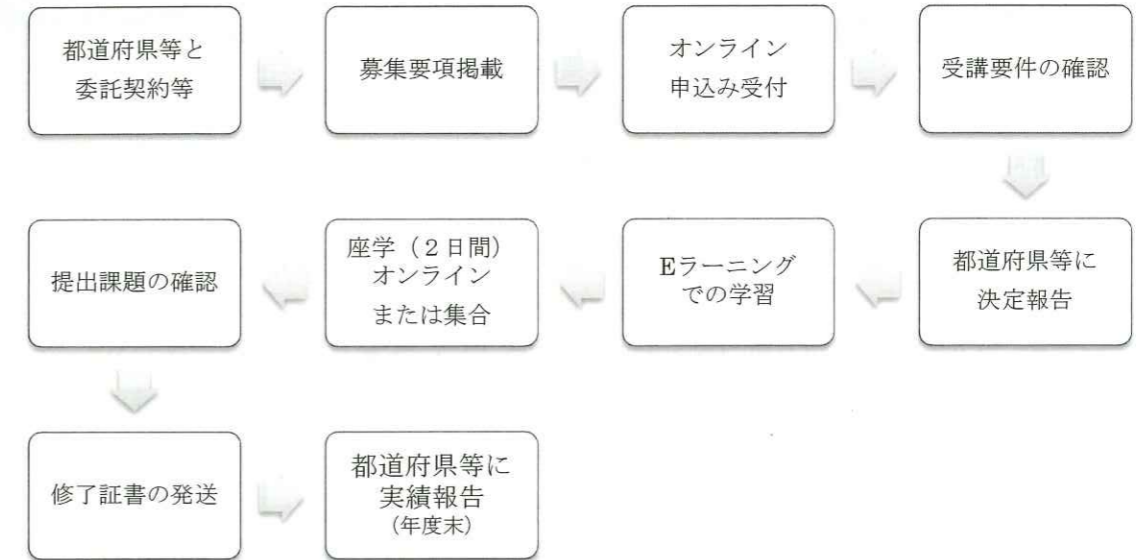 都道府県等と
委託契約等
募集要項掲載
オンライン
申込み受付
受講要件の確認
都道府県等に
決定報告
Eラーニング
での学習
座学（２日間）
オンライン
または集合
提出課題の確認
修了証書の発送
都道府県等に
実績報告
（年度末）